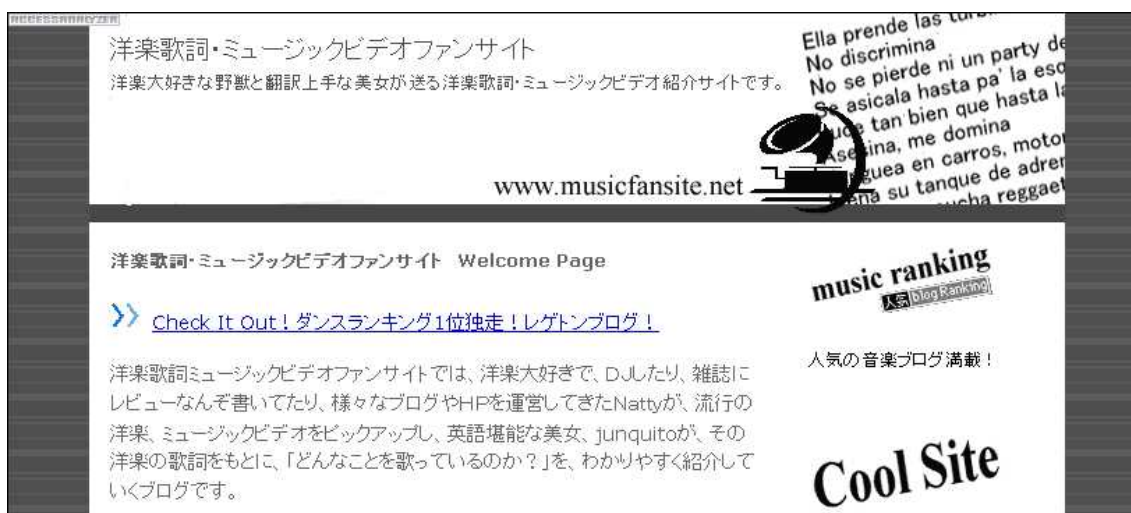 ACCESSANALYZER
洋楽歌詞・ミュージックビデオファンサイト
洋楽大好きな野獣と翻訳上手な美女が送る洋楽歌詞・ミュージックビデオ紹介サイトです。
Ella prende las turbi
No discrimina
No se pierde ni un party de
Se asicala hasta pa' la esq
Luce tan bien que hasta la
Asesina, me domina
guea en carros, motor
ena su tanque de adren
ucha reggaet
www.musicfansite.net
洋楽歌詞・ミュージックビデオファンサイト Welcome Page
Check It Out！ダンスランキング1位独走！レゲトンブログ！
洋楽歌詞ミュージックビデオファンサイトでは、洋楽大好きで、DJしたり、雑誌に
レビューなんぞ書いてたり、様々なブログやHPを運営してきたNattyが、流行の
洋楽、ミュージックビデオをピックアップし、英語堪能な美女、junquitoが、その
洋楽の歌詞をもとに、「どんなことを歌っているのか？」を、わかりやすく紹介して
いくブログです。
music ranking
人気 blog Ranking
人気の音楽ブログ満載！
Cool Site